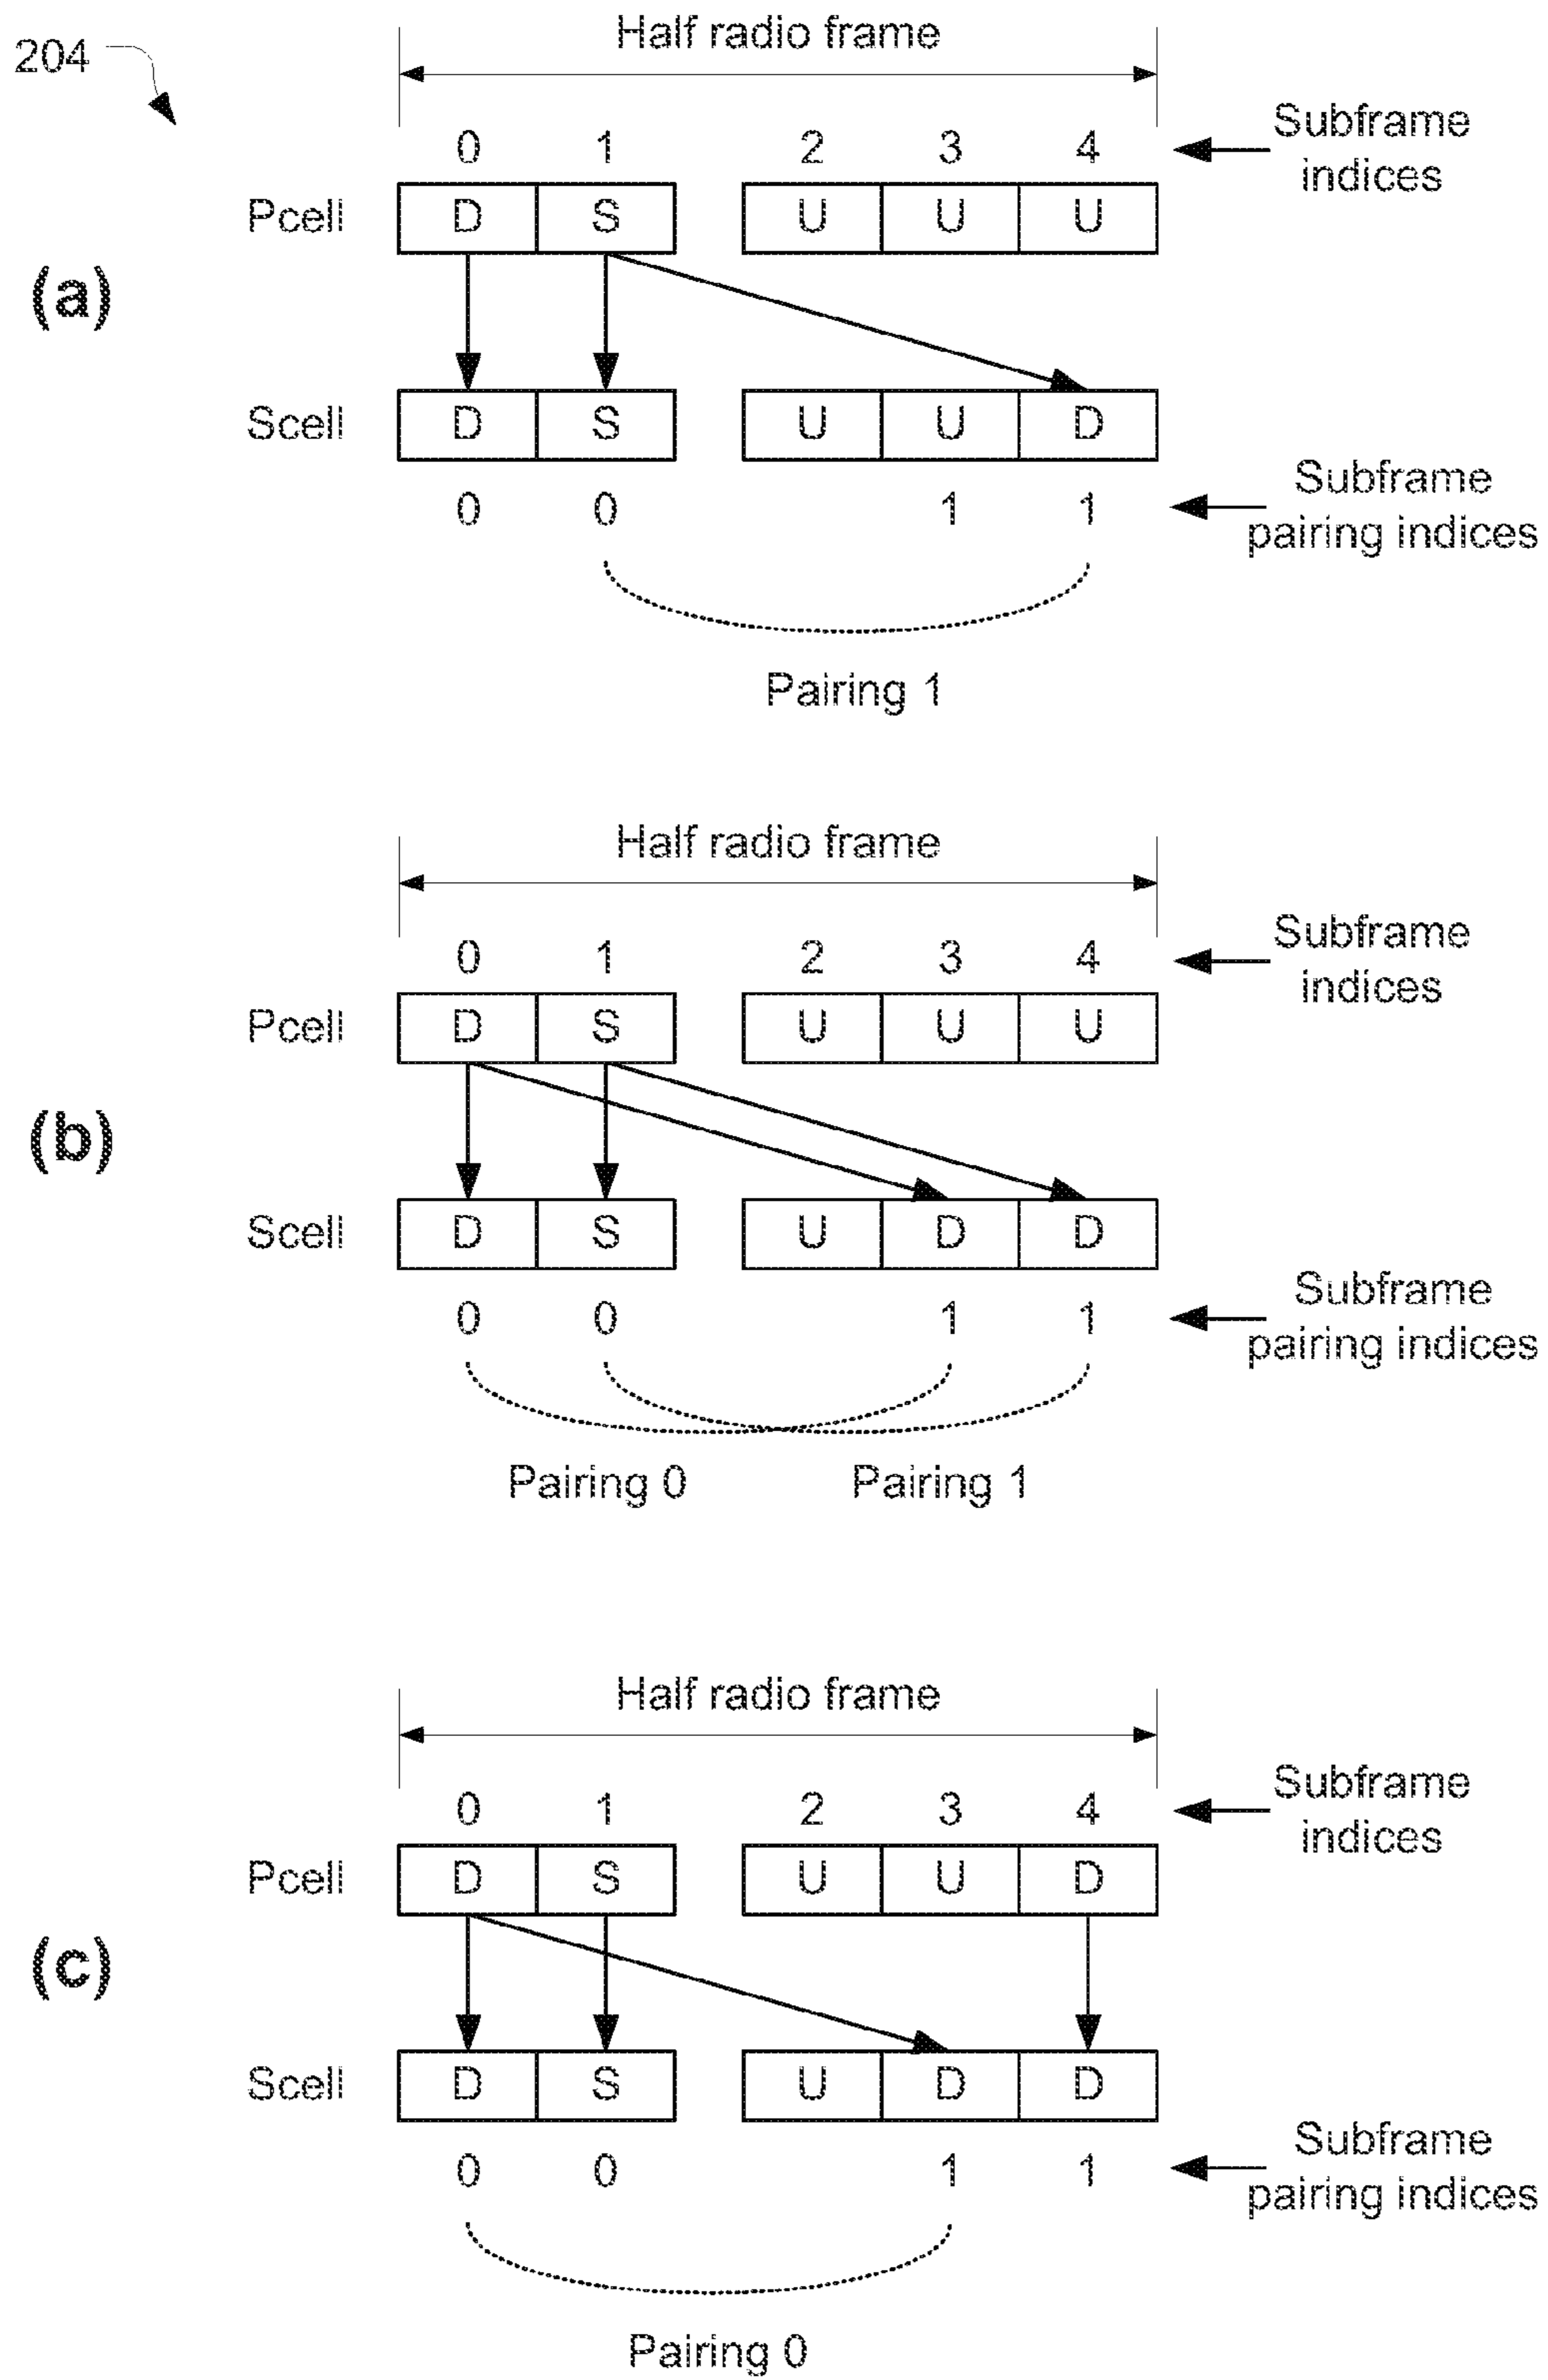 204
Half radio frame
0 1 2 3 4
Subframe
indices
Pcell D S U U U
(a)
Scell D S U U D
0 0 1 1
Subframe
pairing indices
Pairing 1
Half radio frame
0 1 2 3 4
Subframe
indices
Pcell D S U U U
(b)
Scell D S U D D
0 0 1 1
Subframe
pairing indices
Pairing 0 Pairing 1
Half radio frame
0 1 2 3 4
Subframe
indices
Pcell D S U U D
(c)
Scell D S U D D
0 0 1 1
Subframe
pairing indices
Pairing 0